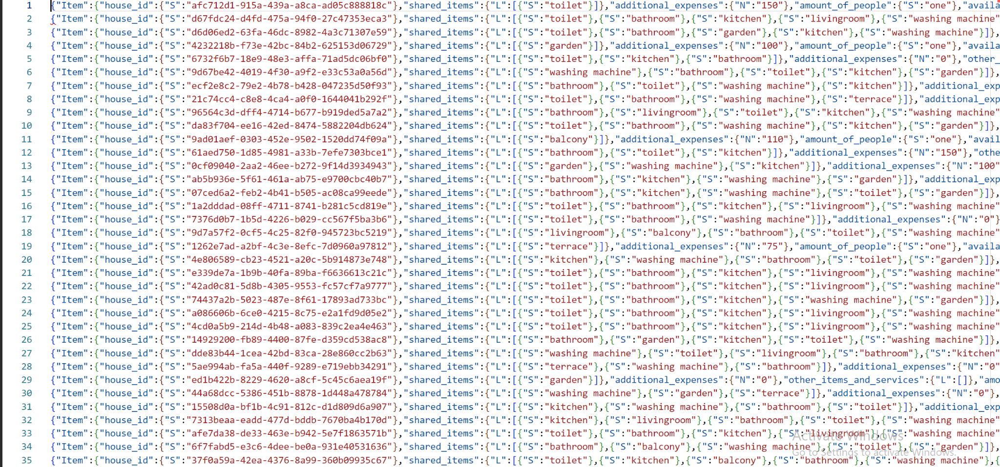 1 {"Item":{"house_id":{"S":"afc712d1-915a-439a-a8ca-ad05c888818c"},"shared_items":{"L":[{"S":"toilet"}]},"additional_expenses":{"N":"150"},"amount_of_people":{"S":"one"},"availa
2 {"Item":{"house_id":{"S":"d67fdc24-d4fd-475a-94f0-27c47353eca3"},"shared_items":{"L":[{"S":"toilet"},{"S":"bathroom"},{"S":"kitchen"},{"S":"livingroom"},{"S":"washing machine"
3 {"Item":{"house_id":{"S":"d6d06ed2-63fa-46dc-8982-4a3c71307e59"},"shared_items":{"L":[{"S":"toilet"},{"S":"bathroom"},{"S":"garden"},{"S":"kitchen"},{"S":"washing machine"}]},
4 {"Item":{"house_id":{"S":"4232218b-f73e-42bc-84b2-625153d06729"},"shared_items":{"L":[{"S":"garden"}]},"additional_expenses":{"N":"100"},"amount_of_people":{"S":"one"},"availa
5 {"Item":{"house_id":{"S":"6732f6b7-18e9-48e3-affa-71ad5dc06bf0"},"shared_items":{"L":[{"S":"toilet"},{"S":"kitchen"},{"S":"bathroom"}]},"additional_expenses":{"N":"0"},"other_
6 {"Item":{"house_id":{"S":"9d67be42-4019-4f30-a9f2-e33c53a0a56d"},"shared_items":{"L":[{"S":"washing machine"},{"S":"bathroom"},{"S":"toilet"},{"S":"kitchen"},{"S":"garden"}]},
7 {"Item":{"house_id":{"S":"ecf2e8c2-79e2-4b78-b428-047235d50f93"},"shared_items":{"L":[{"S":"bathroom"},{"S":"toilet"},{"S":"washing machine"},{"S":"kitchen"}]},"additional_exp
8 {"Item":{"house_id":{"S":"21c74cc4-c8e8-4ca4-a0f0-1644041b292f"},"shared_items":{"L":[{"S":"toilet"},{"S":"bathroom"},{"S":"washing machine"},{"S":"terrace"}]},"additional_exp
9 {"Item":{"house_id":{"S":"96564c3d-dff4-4714-b677-b919ded5a7a2"},"shared_items":{"L":[{"S":"bathroom"},{"S":"livingroom"},{"S":"toilet"},{"S":"kitchen"},{"S":"washing machine"
10 {"Item":{"house_id":{"S":"da83f704-ee16-42ed-8474-5882204db624"},"shared_items":{"L":[{"S":"toilet"},{"S":"bathroom"},{"S":"washing machine"},{"S":"kitchen"},{"S":"garden"}]},
11 {"Item":{"house_id":{"S":"9ad01aef-0303-452e-9502-1520dd74f09a"},"shared_items":{"L":[{"S":"balcony"}]},"additional_expenses":{"N":"110"},"amount_of_people":{"S":"one"},"avail
12 {"Item":{"house_id":{"S":"61aed750-1d85-4981-a33b-7efe7303bce1"},"shared_items":{"L":[{"S":"bathroom"},{"S":"toilet"},{"S":"kitchen"}]},"additional_expenses":{"N":"150"},"othe
13 {"Item":{"house_id":{"S":"0cf09040-2aa2-46ee-b272-9f14d3934943"},"shared_items":{"L":[{"S":"garden"},{"S":"washing machine"},{"S":"kitchen"}]},"additional_expenses":{"N":"100"
14 {"Item":{"house_id":{"S":"ab5b936e-5f61-461a-ab75-e9700cbc40b7"},"shared_items":{"L":[{"S":"bathroom"},{"S":"kitchen"},{"S":"washing machine"},{"S":"garden"}]},"additional_exp
15 {"Item":{"house_id":{"S":"07ced6a2-feb2-4b41-b505-ac08ca99eede"},"shared_items":{"L":[{"S":"bathroom"},{"S":"kitchen"},{"S":"washing machine"},{"S":"toilet"},{"S":"garden"}]},
16 {"Item":{"house_id":{"S":"1a2dddad-08ff-4711-8741-b281c5cd819e"},"shared_items":{"L":[{"S":"toilet"},{"S":"bathroom"},{"S":"kitchen"},{"S":"livingroom"},{"S":"washing machine"
17 {"Item":{"house_id":{"S":"7376d0b7-1b5d-4226-b029-cc567f5ba3b6"},"shared_items":{"L":[{"S":"toilet"},{"S":"bathroom"},{"S":"washing machine"}]},"additional_expenses":{"N":"0"}
18 {"Item":{"house_id":{"S":"9d7a57f2-0cf5-4c25-82f0-945723bc5219"},"shared_items":{"L":[{"S":"livingroom"},{"S":"balcony"},{"S":"bathroom"},{"S":"toilet"},{"S":"washing machine"
19 {"Item":{"house_id":{"S":"1262e7ad-a2bf-4c3e-8efc-7d0960a97812"},"shared_items":{"L":[{"S":"terrace"}]},"additional_expenses":{"N":"75"},"amount_of_people":{"S":"one"},"availa
20 {"Item":{"house_id":{"S":"4e806589-cb23-4521-a20c-5b914873e748"},"shared_items":{"L":[{"S":"kitchen"},{"S":"washing machine"},{"S":"bathroom"},{"S":"toilet"},{"S":"garden"}]},
21 {"Item":{"house_id":{"S":"e339de7a-1b9b-40fa-89ba-f6636613c21c"},"shared_items":{"L":[{"S":"toilet"},{"S":"bathroom"},{"S":"kitchen"},{"S":"livingroom"},{"S":"washing machine"
22 {"Item":{"house_id":{"S":"42ad0c81-5d8b-4305-9553-fc57cf7a9777"},"shared_items":{"L":[{"S":"toilet"},{"S":"bathroom"},{"S":"kitchen"},{"S":"livingroom"},{"S":"washing machine"
23 {"Item":{"house_id":{"S":"74437a2b-5023-487e-8f61-17893ad733bc"},"shared_items":{"L":[{"S":"toilet"},{"S":"bathroom"},{"S":"kitchen"},{"S":"washing machine"},{"S":"garden"}]},
24 {"Item":{"house_id":{"S":"a086606b-6ce0-4215-8c75-e2a1fd9d05e2"},"shared_items":{"L":[{"S":"toilet"},{"S":"bathroom"},{"S":"kitchen"},{"S":"livingroom"},{"S":"washing machine"
25 {"Item":{"house_id":{"S":"4cd0a5b9-214d-4b48-a083-839c2ea4e463"},"shared_items":{"L":[{"S":"toilet"},{"S":"bathroom"},{"S":"kitchen"},{"S":"livingroom"},{"S":"washing machine"
26 {"Item":{"house_id":{"S":"14929200-fb89-4400-87fe-d359cd538ac8"},"shared_items":{"L":[{"S":"bathroom"},{"S":"garden"},{"S":"kitchen"},{"S":"toilet"},{"S":"washing machine"}]},
27 {"Item":{"house_id":{"S":"dde83b44-1cea-42bd-83ca-28e860cc2b63"},"shared_items":{"L":[{"S":"washing machine"},{"S":"toilet"},{"S":"livingroom"},{"S":"bathroom"},{"S":"kitchen"
28 {"Item":{"house_id":{"S":"5ae994ab-fa5a-440f-9289-e719ebb34291"},"shared_items":{"L":[{"S":"terrace"},{"S":"washing machine"},{"S":"bathroom"}]},"additional_expenses":{"N":"0"
29 {"Item":{"house_id":{"S":"ed1b422b-8229-4620-a8cf-5c45c6aea19f"},"shared_items":{"L":[{"S":"garden"}]},"additional_expenses":{"N":"0"},"other_items_and_services":{"L":[]},"amo
30 {"Item":{"house_id":{"S":"44a68dcc-5386-451b-8878-1d448a478784"},"shared_items":{"L":[{"S":"washing machine"},{"S":"garden"},{"S":"terrace"}]},"additional_expenses":{"N":"0"},
31 {"Item":{"house_id":{"S":"15508d0a-bf1b-4c91-812c-d1d809d6a907"},"shared_items":{"L":[{"S":"kitchen"},{"S":"washing machine"},{"S":"bathroom"},{"S":"toilet"}]},"additional_exp
32 {"Item":{"house_id":{"S":"7313beaa-eadd-477d-bddb-7670ba4b170d"},"shared_items":{"L":[{"S":"kitchen"},{"S":"livingroom"},{"S":"bathroom"},{"S":"toilet"},{"S":"washing machine"
33 {"Item":{"house_id":{"S":"afe7da38-de33-463e-b942-5e7f1863571b"},"shared_items":{"L":[{"S":"toilet"},{"S":"bathroom"},{"S":"kitchen"},{"S":"livingroom"},{"S":"washing machine"
Activate Windows
34 {"Item":{"house_id":{"S":"6f7fabd5-e3c6-4dee-be0a-931e40531636"},"shared_items":{"L":[{"S":"bathroom"},{"S":"balcony"},{"S":"washing machine"},{"S":"toilet"},{"S":"garden"}]},
Go to Settings to activate Windows.
35 {"Item":{"house_id":{"S":"37f0a59a-42ea-4376-8a99-360b09935c67"},"shared_items":{"L":[{"S":"toilet"},{"S":"kitchen"},{"S":"balcony"},{"S":"bathroom"},{"S":"washing machine"},{